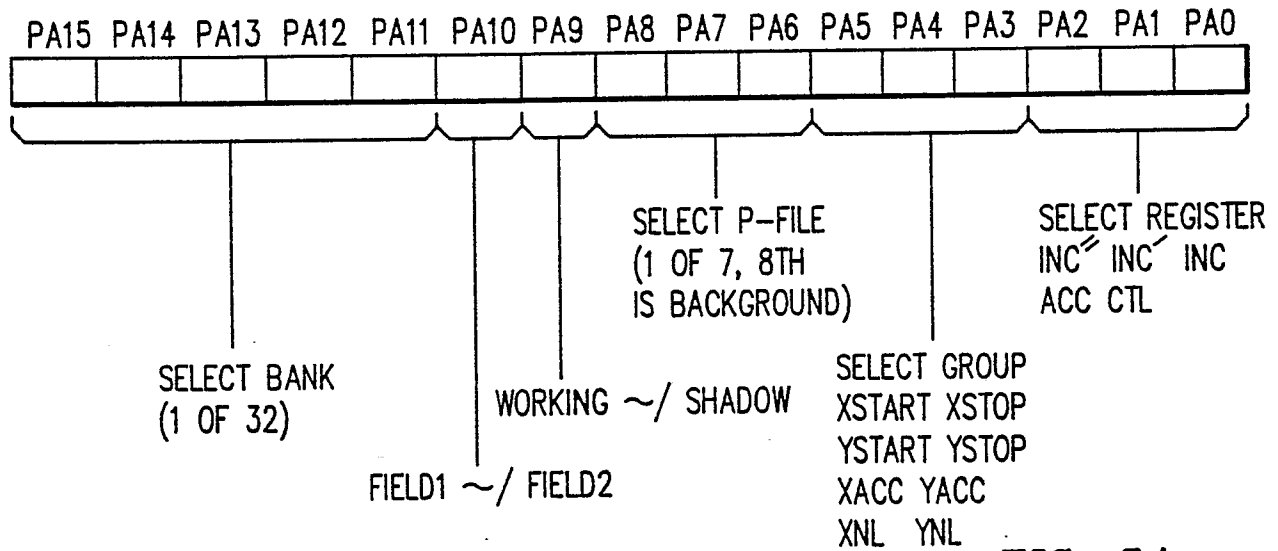 PA15 PA14 PA13 PA12 PA11 PA10 PA9 PA8 PA7 PA6 PA5 PA4 PA3 PA2 PA1 PA0
SELECT BANK
(1 OF 32)
FIELD1 ~/ FIELD2
WORKING ~/ SHADOW
SELECT P-FILE
(1 OF 7, 8TH
IS BACKGROUND)
SELECT GROUP
XSTART XSTOP
YSTART YSTOP
XACC YACC
XNL YNL
SELECT REGISTER
INC″ INC′ INC
ACC CTL